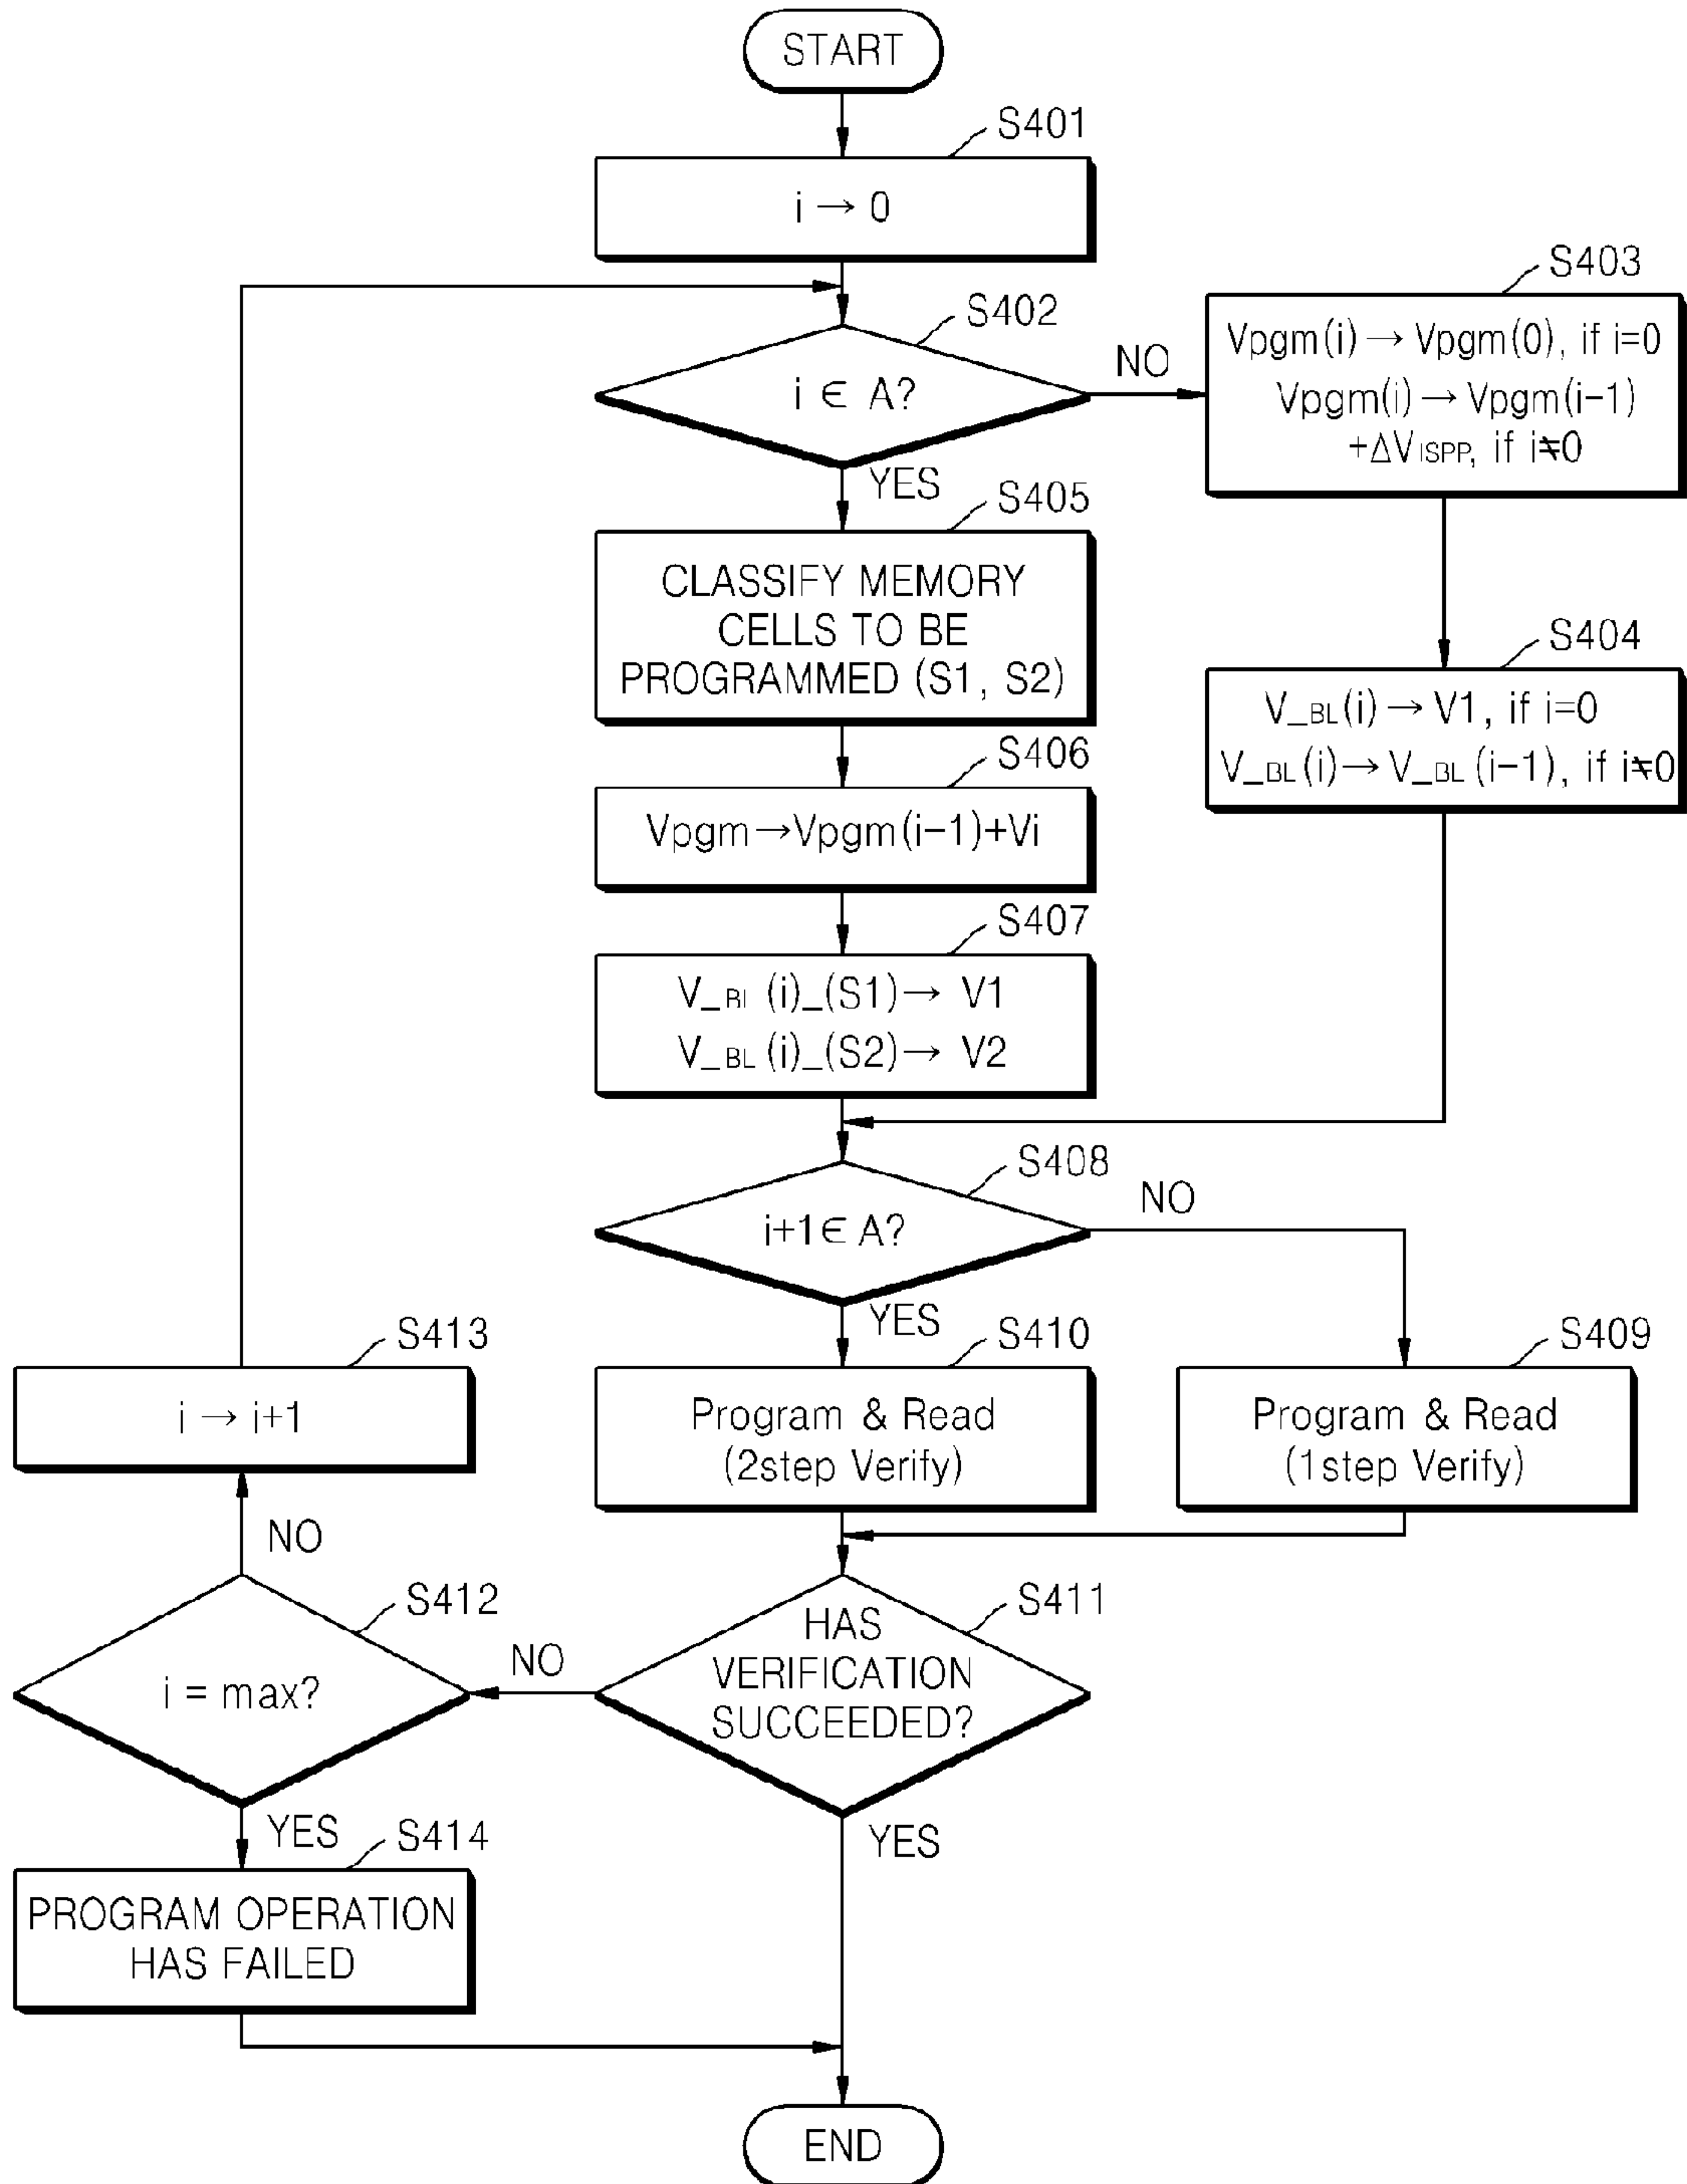 START
S401
i → 0
S402
i ∈ A?
NO
S403
Vpgm(i) → Vpgm(0), if i=0
Vpgm(i) → Vpgm(i-1)
+ΔVISPP, if i≠0
YES
S405
CLASSIFY MEMORY
CELLS TO BE
PROGRAMMED (S1, S2)
S404
V_BL(i) → V1, if i=0
V_BL(i) → V_BL(i-1), if i≠0
S406
Vpgm→Vpgm(i-1)+Vi
S407
V_BL(i)_(S1)→ V1
V_BL(i)_(S2)→ V2
S408
i+1∈A?
NO
YES
S413
i → i+1
S410
Program & Read
(2step Verify)
S409
Program & Read
(1step Verify)
NO
S412
i = max?
NO
S411
HAS
VERIFICATION
SUCCEEDED?
YES
S414
PROGRAM OPERATION
HAS FAILED
YES
END